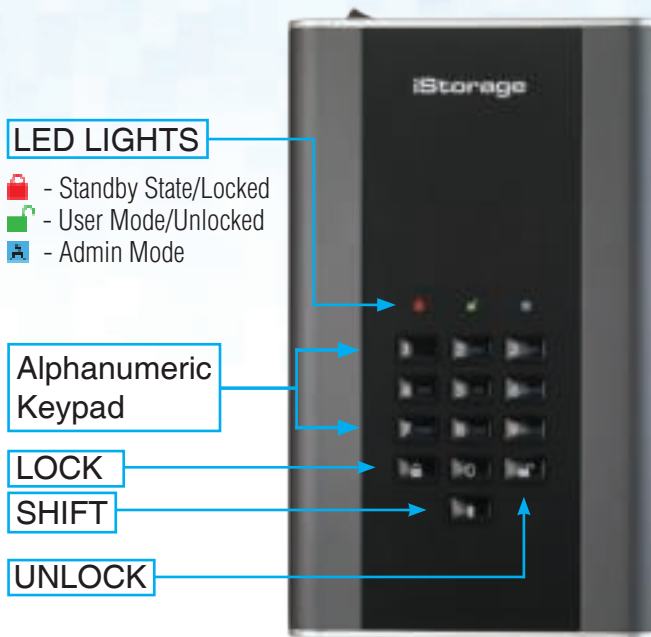 iStorage
LED LIGHTS
- Standby State/Locked
- User Mode/Unlocked
- Admin Mode
Alphanumeric
Keypad
LOCK
SHIFT
UNLOCK